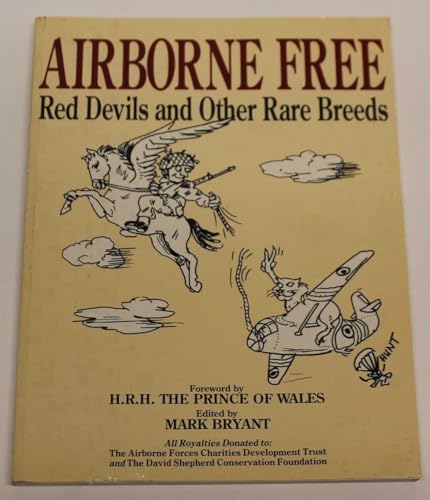 AIRBORNE FREE
Red Devils and Other Rare Breeds
HUNT
Foreword by
H.R.H. THE PRINCE OF WALES
Edited by
MARK BRYANT
All Royalties Donated to:
The Airborne Forces Charities Development Trust
and The David Shepherd Conservation Foundation